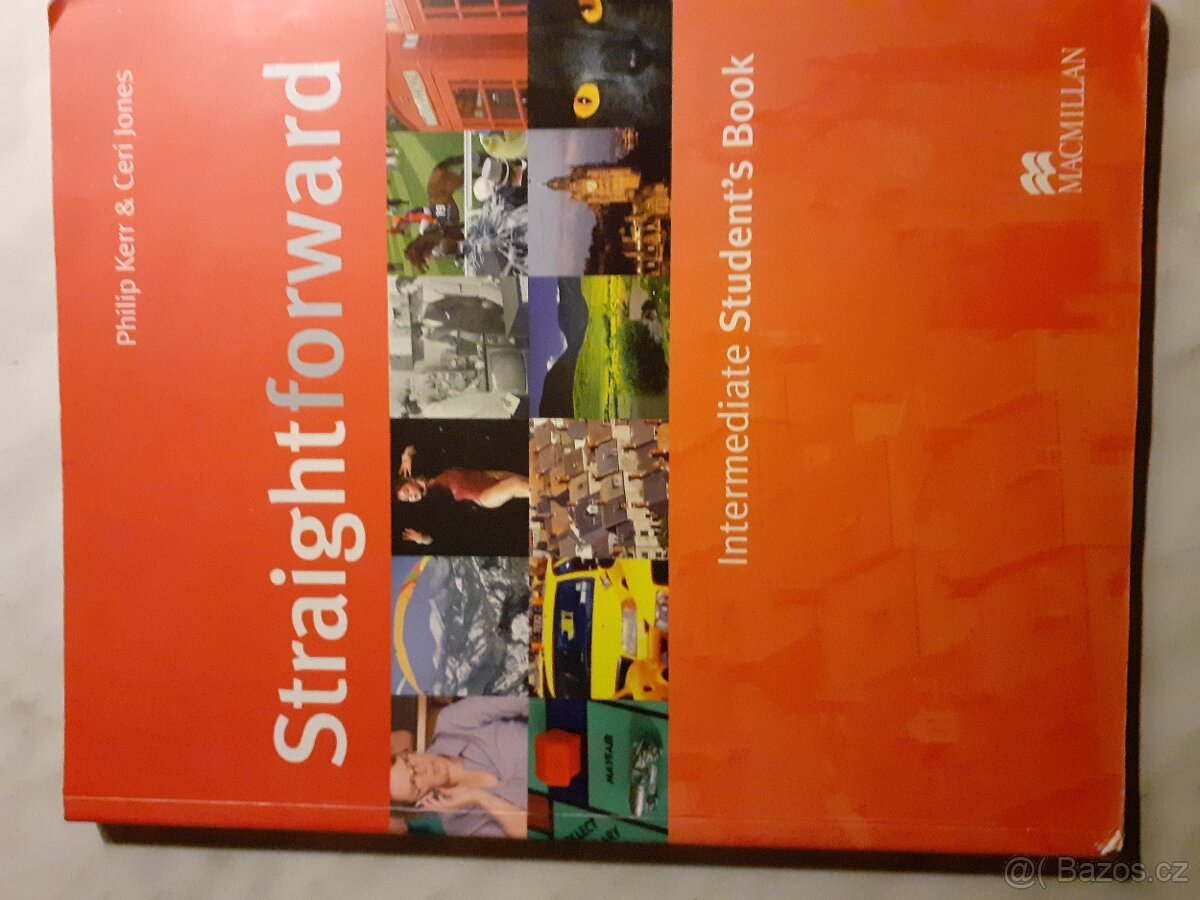 Philip Kerr & Ceri Jones
Straightforward
MAYFAIR
Intermediate Student's Book
MACMILLAN
@( Bazos.cz